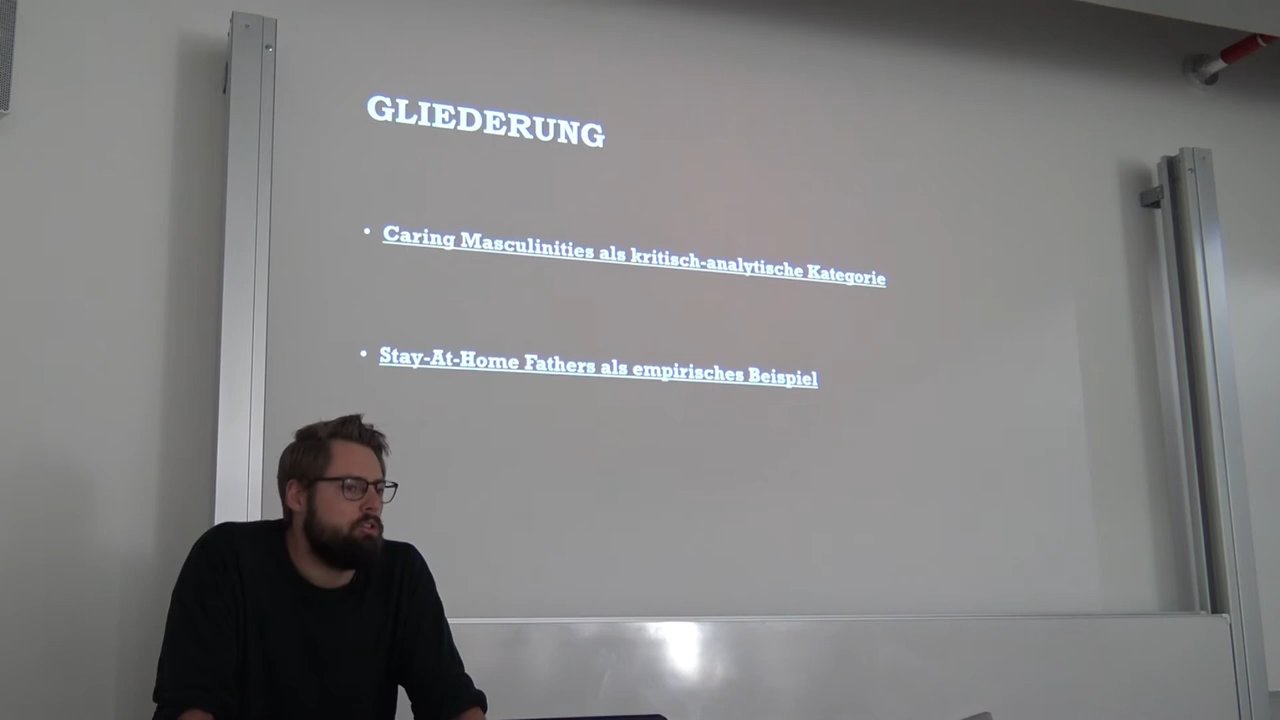 GLIEDERUNG
• Caring Masculinities als kritisch-analytische Kategorie
• Stay-At-Home Fathers als empirisches Beispiel